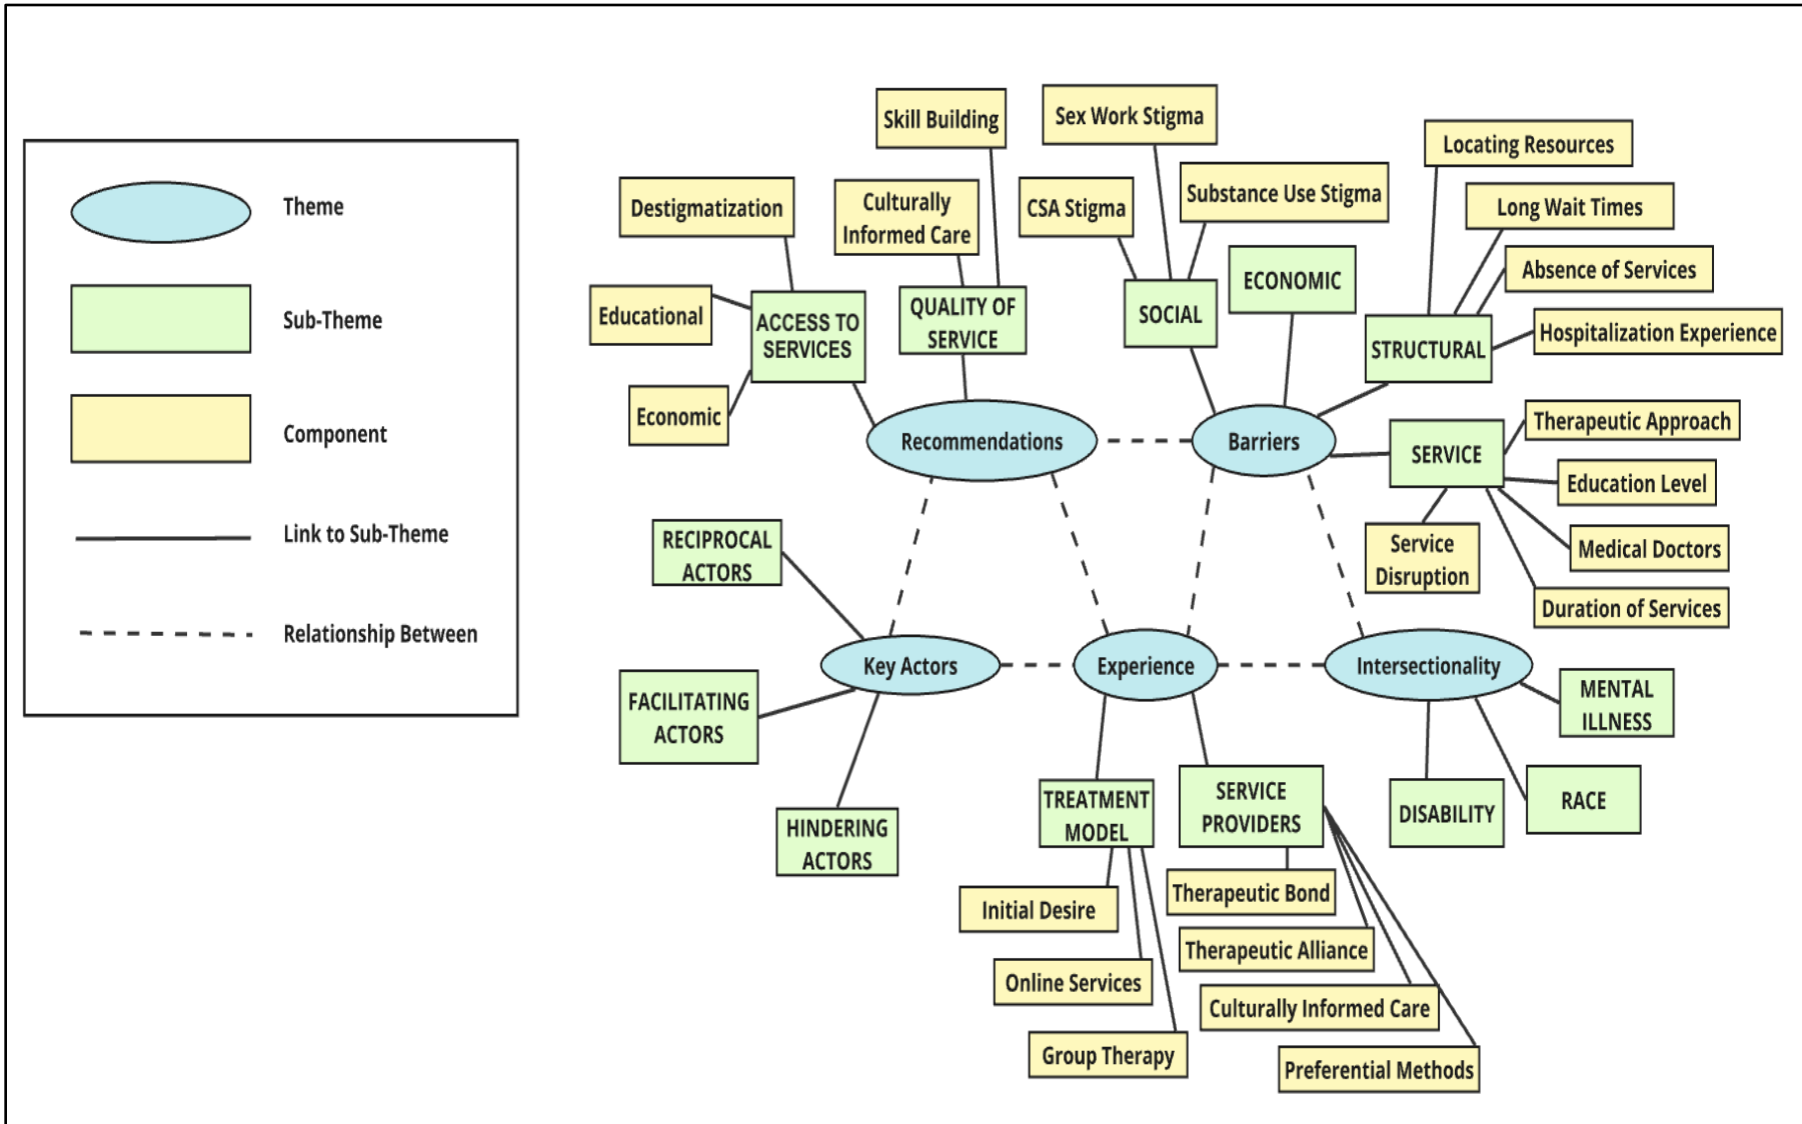 Theme
Sub-Theme
Component
Link to Sub-Theme
Relationship Between
Skill Building
Sex Work Stigma
Locating Resources
Destigmatization
Culturally
Informed Care
CSA Stigma
Substance Use Stigma
Long Wait Times
Absence of Services
Educational
ACCESS TO
SERVICES
QUALITY OF
SERVICE
SOCIAL
ECONOMIC
STRUCTURAL
Hospitalization Experience
Economic
Recommendations
Barriers
SERVICE
Therapeutic Approach
Education Level
Service
Disruption
Medical Doctors
Duration of Services
RECIPROCAL
ACTORS
Key Actors
Experience
Intersectionality
FACILITATING
ACTORS
MENTAL
ILLNESS
HINDERING
ACTORS
TREATMENT
MODEL
SERVICE
PROVIDERS
DISABILITY
RACE
Initial Desire
Therapeutic Bond
Therapeutic Alliance
Online Services
Culturally Informed Care
Group Therapy
Preferential Methods